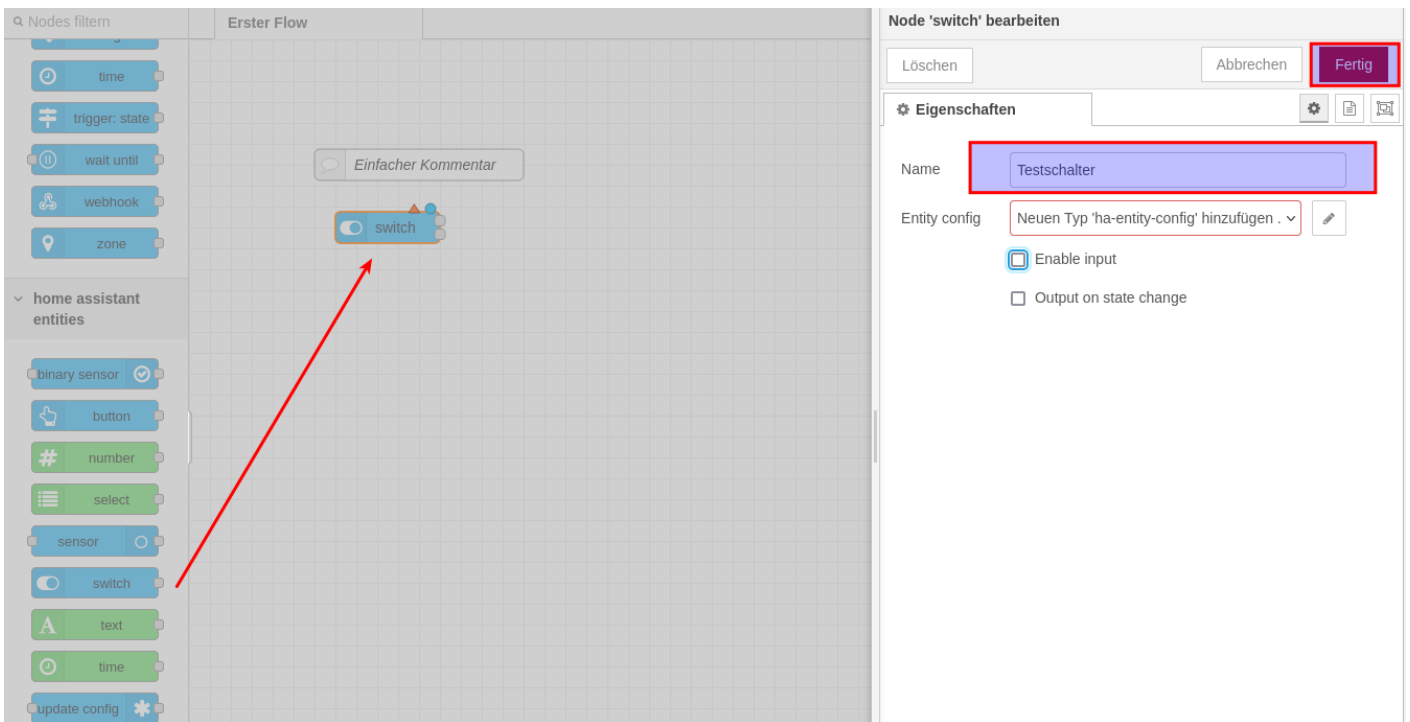 Nodes filtern
time
trigger: state
wait until
webhook
zone
home assistant
entities
binary sensor
button
number
select
sensor
switch
text
time
update config
Erster Flow
Einfacher Kommentar
switch
Node 'switch' bearbeiten
Löschen
Abbrechen
Fertig
Eigenschaften
Name
Testschalter
Entity config
Neuen Typ 'ha-entity-config' hinzufügen .
Enable input
Output on state change